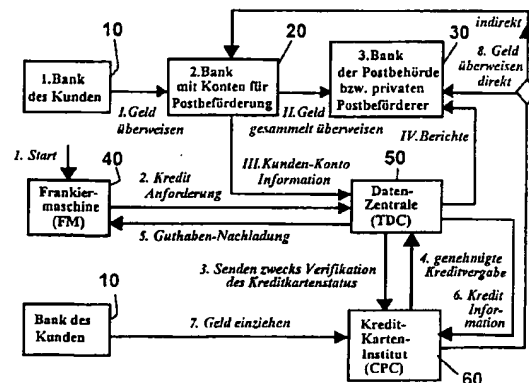 10
20
30
indirekt
1.Bank
des Kunden
2.Bank
mit Konten für
Postbeförderung
3.Bank
der Postbehörde
bzw. privaten
Postbeförderer
8. Geld
überweisen
direkt
I.Geld
überweisen
II.Geld
gesammelt überweisen
IV.Berichte
1. Start
40
2. Kredit
Anforderung
III.Kunden-Konto
Information
50
Frankier-
maschine
(FM)
Daten-
Zentrale
(TDC)
5. Guthaben-Nachladung
3. Senden zwecks Verifikation
des Kreditkartenstatus
4. genehmigte
Kreditvergabe
6. Kredit
Infor-
mation
10
Bank des
Kunden
7. Geld einziehen
Kredit-
Karten-
Institut
(CPC)
60